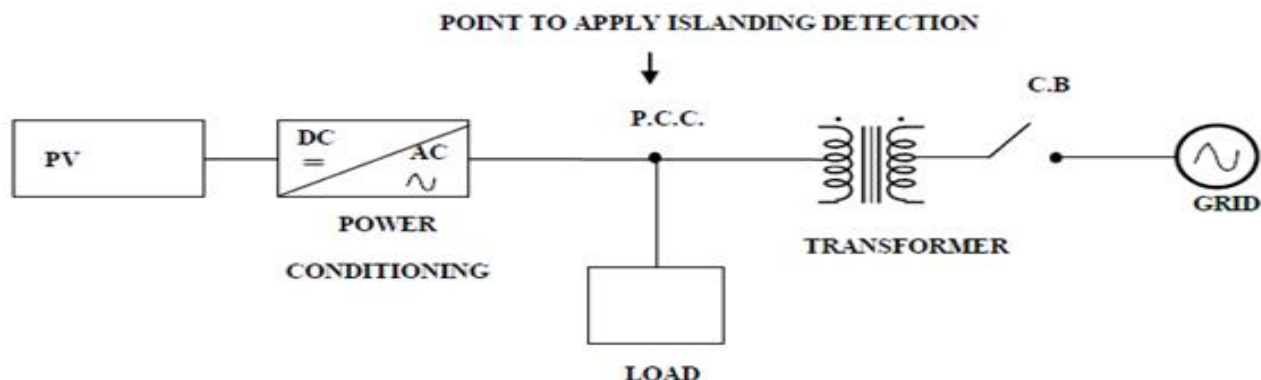 POINT TO APPLY ISLANDING DETECTION
C.B
P.C.C.
PV
DC
=
AC
GRID
POWER
CONDITIONING
TRANSFORMER
LOAD